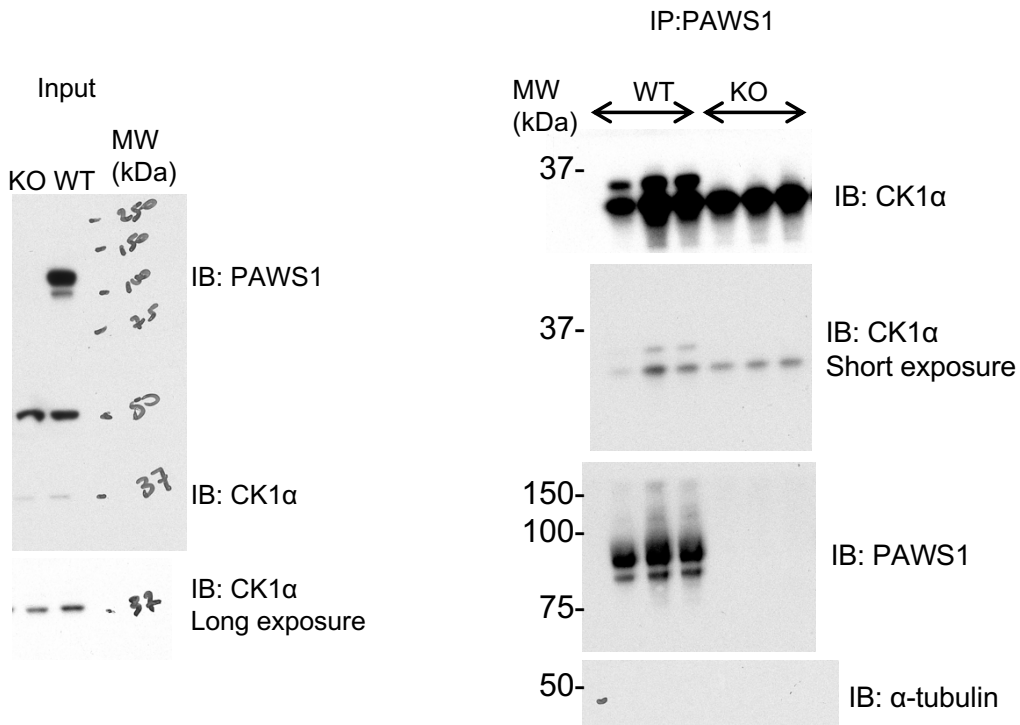 Input
KO WT
MW
(kDa)
250
150
100
75
50
37
IB: PAWS1
IB: CK1α
37
IB: CK1α
Long exposure
IP:PAWS1
MW
(kDa)
WT
KO
37-
IB: CK1α
37-
IB: CK1α
Short exposure
150-
100-
75-
IB: PAWS1
50-
IB: α-tubulin